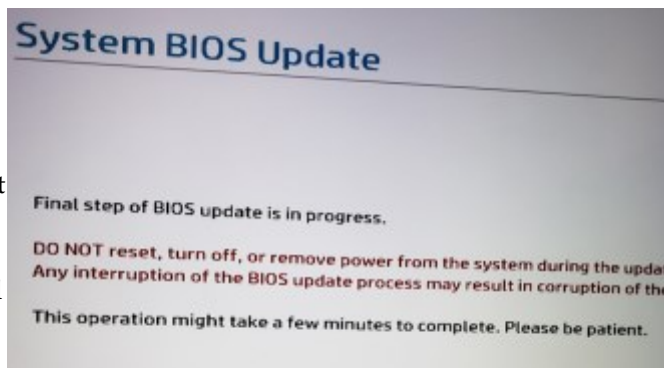 System BIOS Update
Final step of BIOS update is in progress.
DO NOT reset, turn off, or remove power from the system during the
Any interruption of the BIOS update process may result in corruption of the
This operation might take a few minutes to complete. Please be patient.